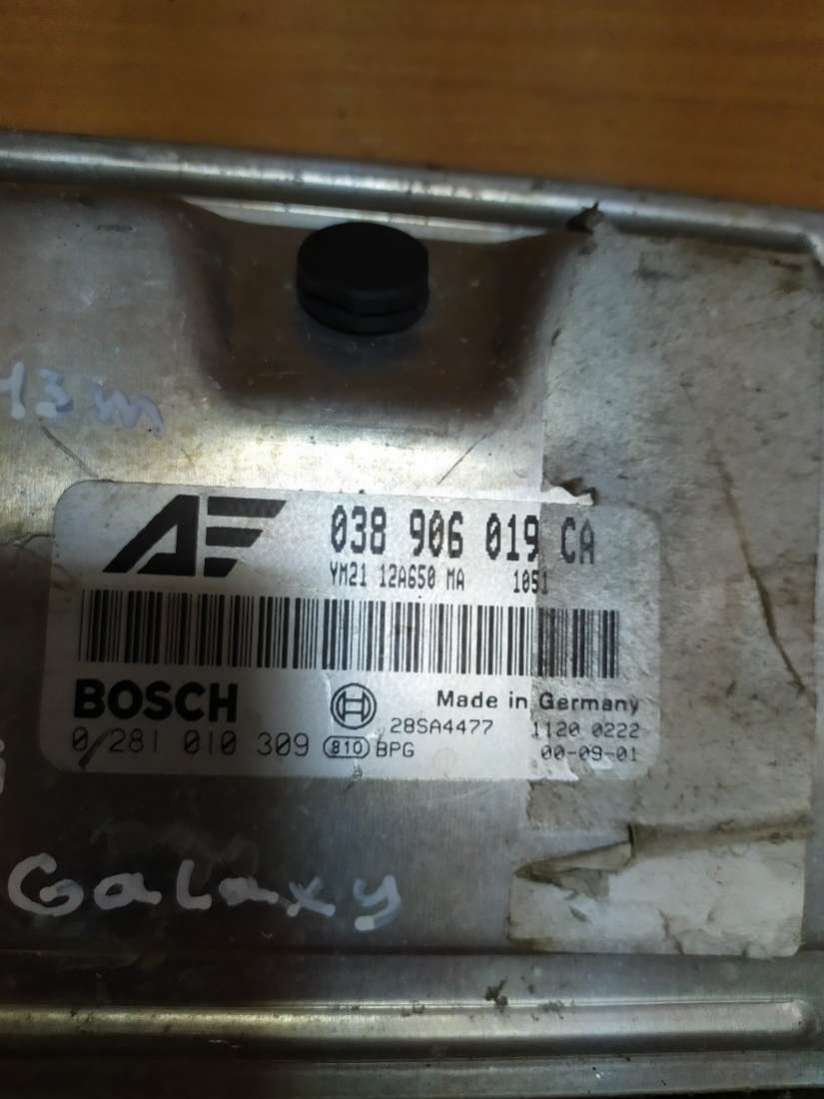 13 m
AE
038 906 019 CA
YM21 12A650 MA 1051
BOSCH
Made in Germany
0 281 010 309 810 BPG
28SA4477 1120 0222
00-09-01
Galaxy